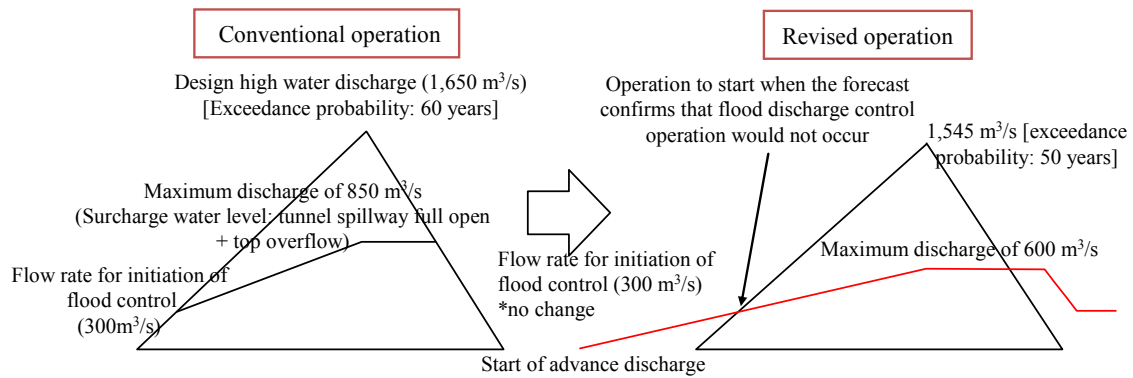 Conventional operation
Design high water discharge (1,650 m³/s)
[Exceedance probability: 60 years]
Maximum discharge of 850 m³/s
(Surcharge water level: tunnel spillway full open
+ top overflow)
Flow rate for initiation of
flood control
(300m³/s)
Revised operation
Operation to start when the forecast
confirms that flood discharge control
operation would not occur
1,545 m³/s [exceedance
probability: 50 years]
Maximum discharge of 600 m³/s
Flow rate for initiation of
flood control (300 m³/s)
*no change
Start of advance discharge